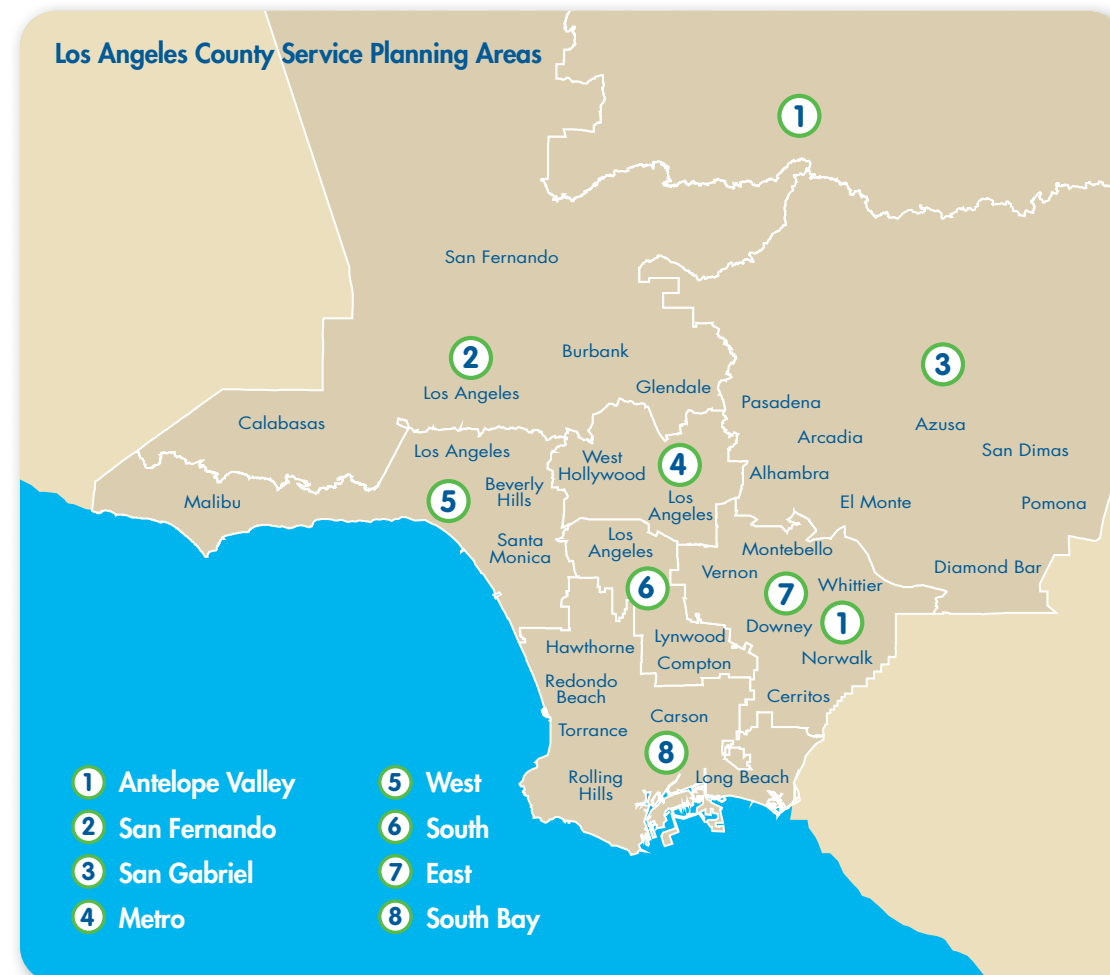 Los Angeles County Service Planning Areas
1
San Fernando
2
Los Angeles
Burbank
Glendale
3
Pasadena
Arcadia
Azusa
San Dimas
Alhambra
El Monte
Pomona
Diamond Bar
Calabasas
Malibu
Los Angeles
5
Beverly
Hills
Santa
Monica
West
Hollywood
4
Los
Angeles
Los
Angeles
6
Lynwood
Compton
Montebello
Vernon
7
Whittier
Downey
1
Norwalk
Cerritos
Hawthorne
Redondo
Beach
Torrance
Carson
8
Rolling
Hills
Long Beach
1 Antelope Valley
2 San Fernando
3 San Gabriel
4 Metro
5 West
6 South
7 East
8 South Bay